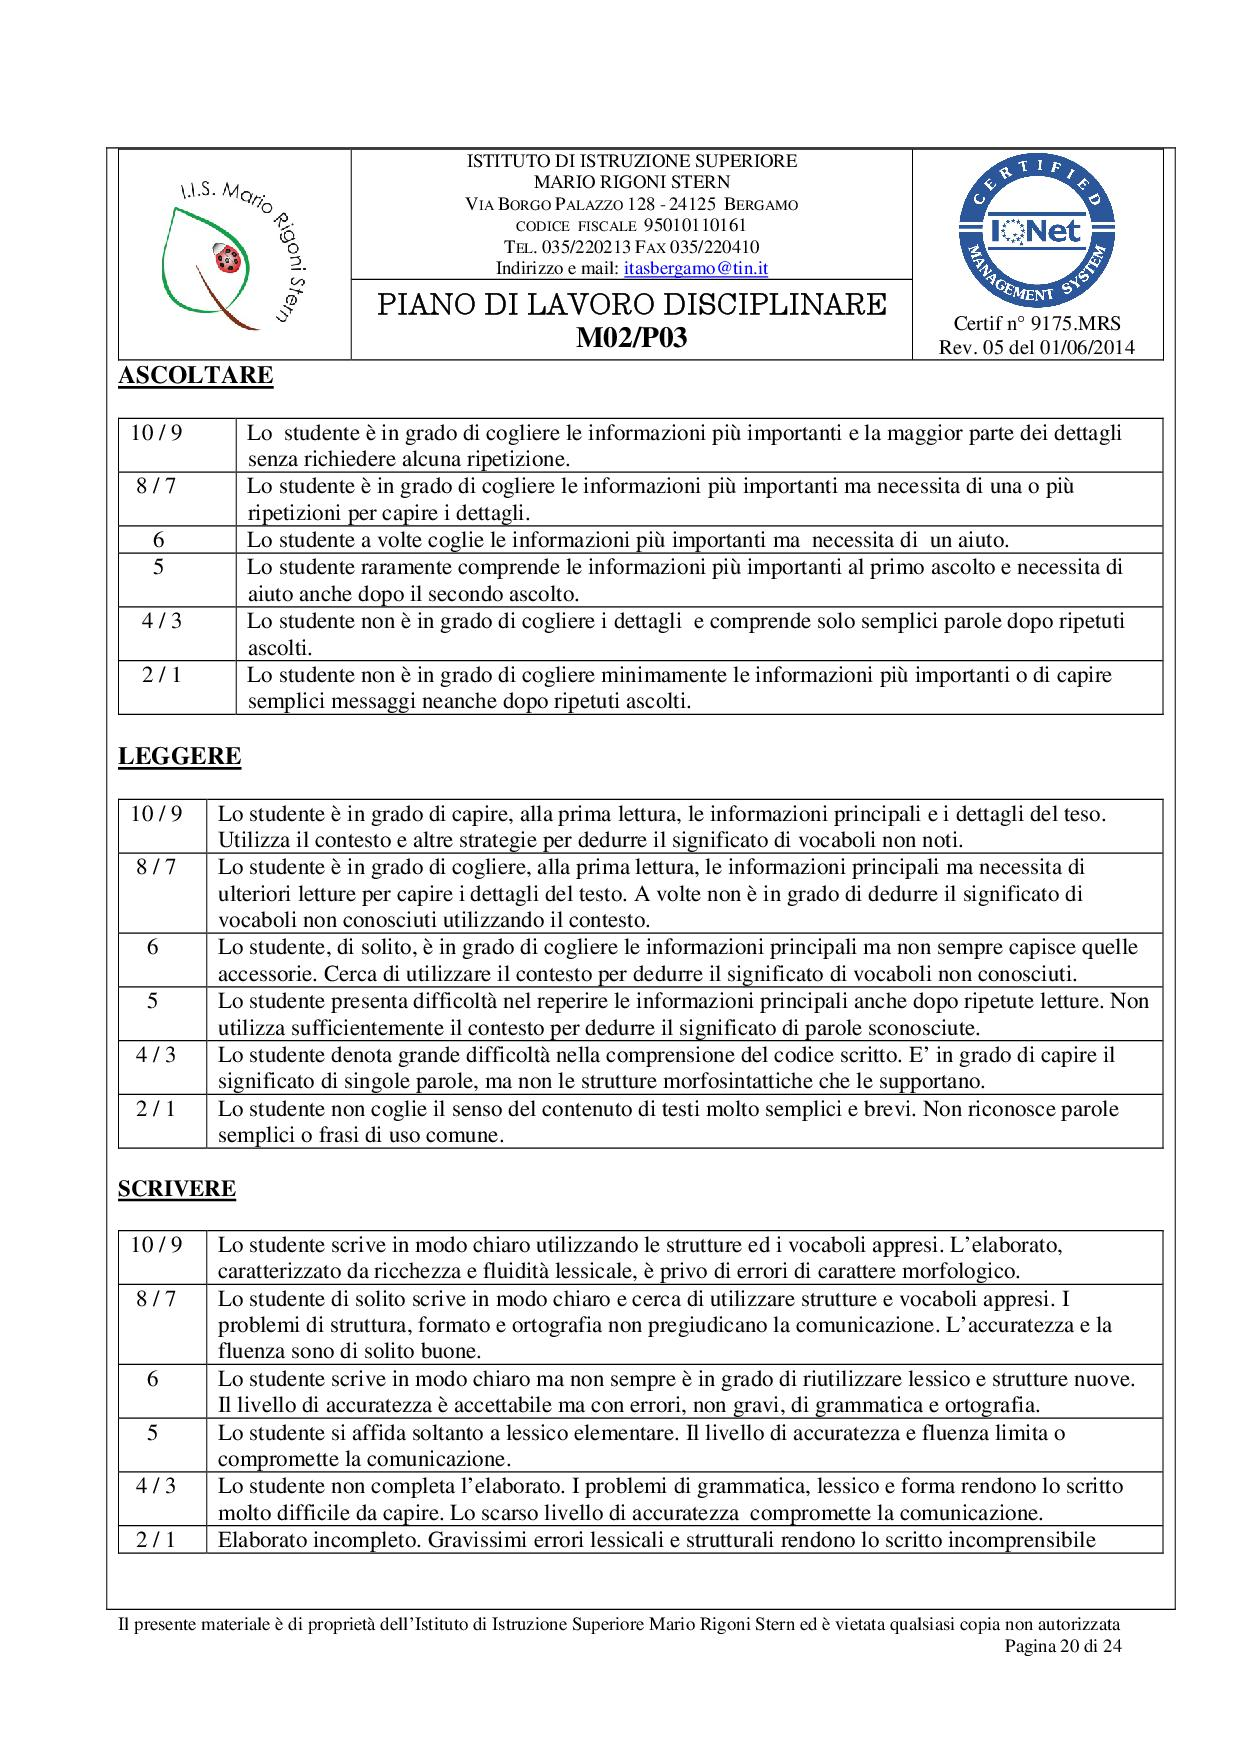 I.I.S. Mario Rigoni Stern
ISTITUTO DI ISTRUZIONE SUPERIORE
MARIO RIGONI STERN
VIA BORGO PALAZZO 128 - 24125 BERGAMO
CODICE FISCALE 95010110161
TEL. 035/220213 FAX 035/220410
Indirizzo e mail: itasbergamo@tin.it
PIANO DI LAVORO DISCIPLINARE
M02/P03
CERTIFIED
IQNet
MANAGEMENT SYSTEM
Certif n° 9175.MRS
Rev. 05 del 01/06/2014
ASCOLTARE
10 / 9 Lo studente è in grado di cogliere le informazioni più importanti e la maggior parte dei dettagli
senza richiedere alcuna ripetizione.
8 / 7 Lo studente è in grado di cogliere le informazioni più importanti ma necessita di una o più
ripetizioni per capire i dettagli.
6 Lo studente a volte coglie le informazioni più importanti ma necessita di un aiuto.
5 Lo studente raramente comprende le informazioni più importanti al primo ascolto e necessita di
aiuto anche dopo il secondo ascolto.
4 / 3 Lo studente non è in grado di cogliere i dettagli e comprende solo semplici parole dopo ripetuti
ascolti.
2 / 1 Lo studente non è in grado di cogliere minimamente le informazioni più importanti o di capire
semplici messaggi neanche dopo ripetuti ascolti.
LEGGERE
10 / 9 Lo studente è in grado di capire, alla prima lettura, le informazioni principali e i dettagli del teso.
Utilizza il contesto e altre strategie per dedurre il significato di vocaboli non noti.
8 / 7 Lo studente è in grado di cogliere, alla prima lettura, le informazioni principali ma necessita di
ulteriori letture per capire i dettagli del testo. A volte non è in grado di dedurre il significato di
vocaboli non conosciuti utilizzando il contesto.
6 Lo studente, di solito, è in grado di cogliere le informazioni principali ma non sempre capisce quelle
accessorie. Cerca di utilizzare il contesto per dedurre il significato di vocaboli non conosciuti.
5 Lo studente presenta difficoltà nel reperire le informazioni principali anche dopo ripetute letture. Non
utilizza sufficientemente il contesto per dedurre il significato di parole sconosciute.
4 / 3 Lo studente denota grande difficoltà nella comprensione del codice scritto. E’ in grado di capire il
significato di singole parole, ma non le strutture morfosintattiche che le supportano.
2 / 1 Lo studente non coglie il senso del contenuto di testi molto semplici e brevi. Non riconosce parole
semplici o frasi di uso comune.
SCRIVERE
10 / 9 Lo studente scrive in modo chiaro utilizzando le strutture ed i vocaboli appresi. L’elaborato,
caratterizzato da ricchezza e fluidità lessicale, è privo di errori di carattere morfologico.
8 / 7 Lo studente di solito scrive in modo chiaro e cerca di utilizzare strutture e vocaboli appresi. I
problemi di struttura, formato e ortografia non pregiudicano la comunicazione. L’accuratezza e la
fluenza sono di solito buone.
6 Lo studente scrive in modo chiaro ma non sempre è in grado di riutilizzare lessico e strutture nuove.
Il livello di accuratezza è accettabile ma con errori, non gravi, di grammatica e ortografia.
5 Lo studente si affida soltanto a lessico elementare. Il livello di accuratezza e fluenza limita o
compromette la comunicazione.
4 / 3 Lo studente non completa l’elaborato. I problemi di grammatica, lessico e forma rendono lo scritto
molto difficile da capire. Lo scarso livello di accuratezza compromette la comunicazione.
2 / 1 Elaborato incompleto. Gravissimi errori lessicali e strutturali rendono lo scritto incomprensibile
Il presente materiale è di proprietà dell’Istituto di Istruzione Superiore Mario Rigoni Stern ed è vietata qualsiasi copia non autorizzata
Pagina 20 di 24